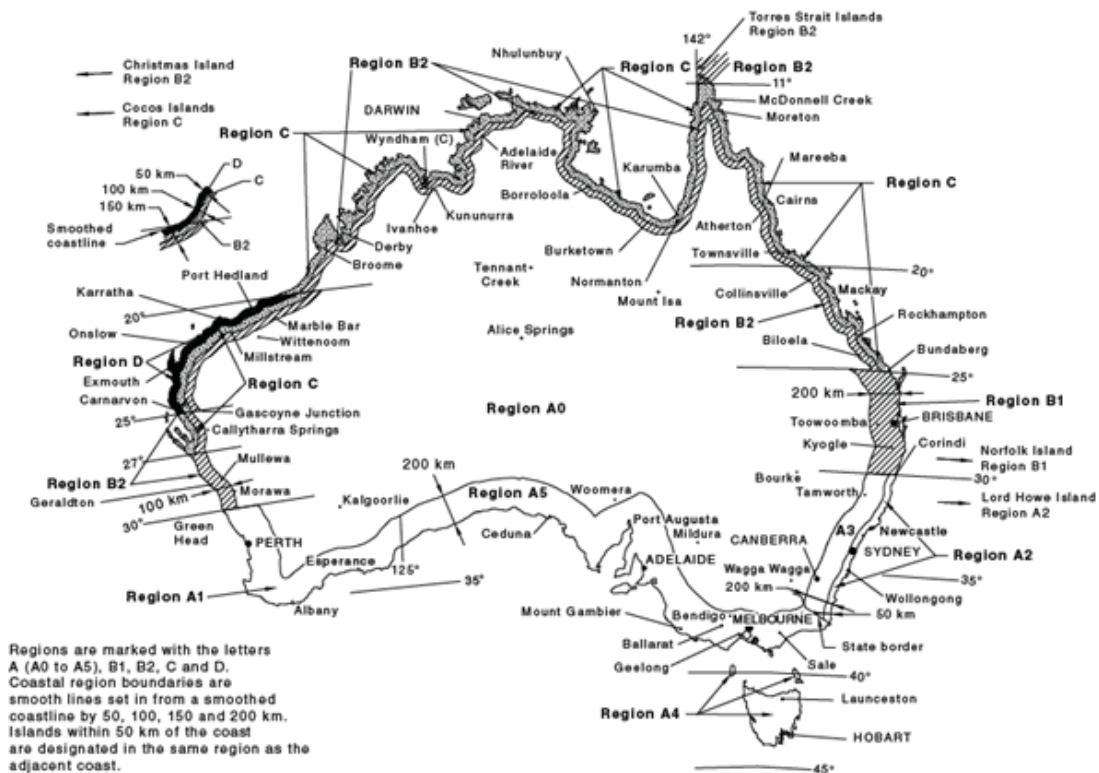 Torres Strait Islands
Region B2
142°
Nhulunbuy
Christmas Island
Region B2
Region B2
Region C
Region B2
11°
Cocos Islands
Region C
DARWIN
McDonnell Creek
Moreton
Region C
Wyndham (C)
Adelaide
River
Karumba
Mareeba
50 km
D
100 km
C
150 km
Smoothed
coastline
B2
Borroloola
Region C
Cairns
Kununurra
Ivanhoe
Atherton
Derby
Burketown
Townsville
Broome
Port Hedland
Tennant
Creek
Normanton
20°
Collinsville
Mackay
Karratha
Mount Isa
20°
Marble Bar
Region B2
Rockhampton
Onslow
Wittenoom
Alice Springs
Millstream
Biloela
Region D
Bundaberg
Exmouth
Region C
25°
Carnarvon
200 km
Region B1
25°
Gascoyne Junction
Region A0
Callytharra Springs
Toowoomba
BRISBANE
27°
Kyogle
Corindi
Mullewa
Norfolk Island
Region B1
Region B2
200 km
Region A5
Bourke
30°
Geraldton
100 km
Morawa
Kalgoorlie
Woomera
Tamworth
Lord Howe Island
Region A2
30°
Green
Head
Ceduna
Port Augusta
Mildura
A3
Newcastle
PERTH
CANBERRA
SYDNEY
Esperance
125°
ADELAIDE
Region A2
35°
Wagga Wagga
35°
Region A1
200 km
Wollongong
Albany
Mount Gambier
Bendigo
MELBOURNE
50 km
Ballarat
State border
Geelong
Sale
40°
Launceston
Region A4
HOBART
45°
Regions are marked with the letters
A (A0 to A5), B1, B2, C and D.
Coastal region boundaries are
smooth lines set in from a smoothed
coastline by 50, 100, 150 and 200 km.
Islands within 50 km of the coast
are designated in the same region as the
adjacent coast.